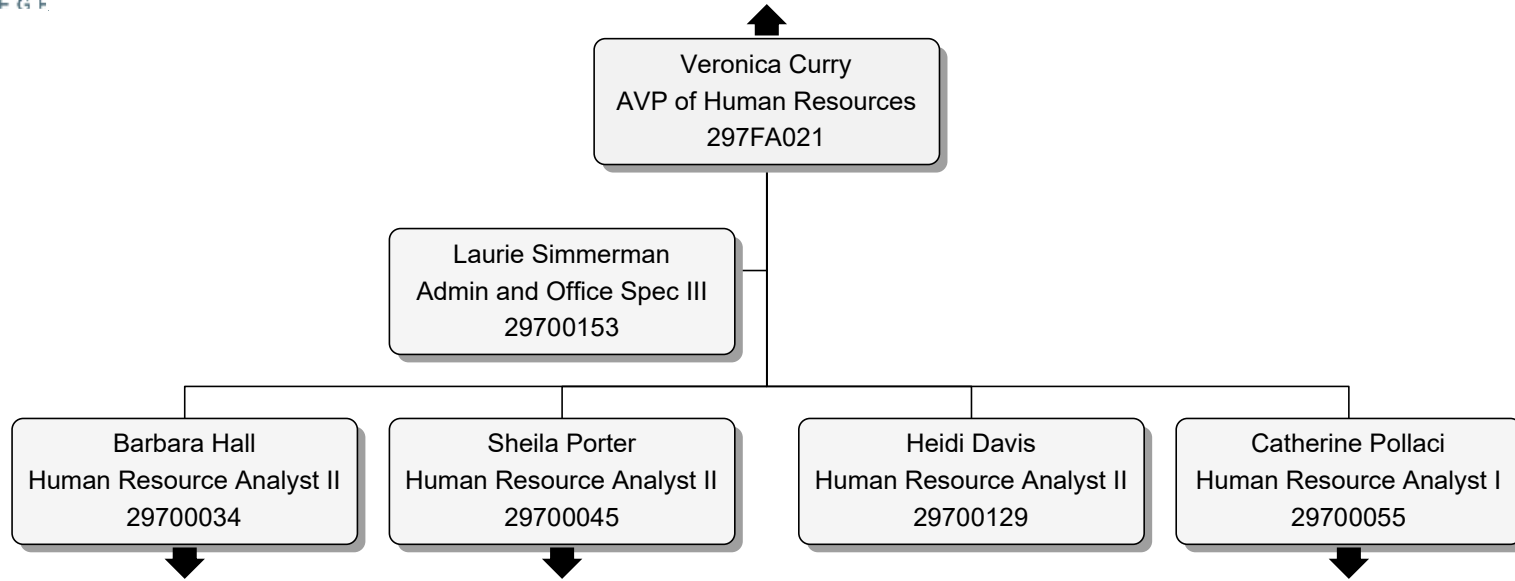 Veronica Curry
AVP of Human Resources
297FA021
Laurie Simmerman
Admin and Office Spec III
29700153
Barbara Hall
Human Resource Analyst II
29700034
Sheila Porter
Human Resource Analyst II
29700045
Heidi Davis
Human Resource Analyst II
29700129
Catherine Pollaci
Human Resource Analyst I
29700055